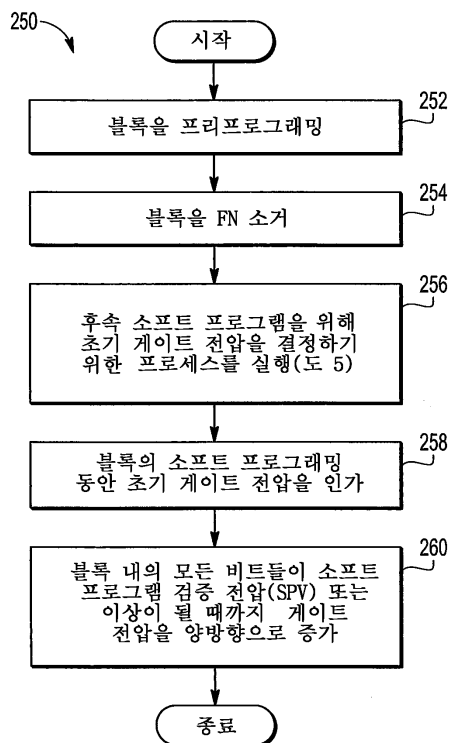 250
시작
252
블록을 프리프로그래밍
254
블록을 FN 소거
256
후속 소프트 프로그램을 위해
초기 게이트 전압을 결정하기
위한 프로세스를 실행(도 5)
258
블록의 소프트 프로그래밍
동안 초기 게이트 전압을 인가
260
블록 내의 모든 비트들이 소프트
프로그램 검증 전압(SPV) 또는
이상이 될 때까지 게이트
전압을 양방향으로 증가
종료